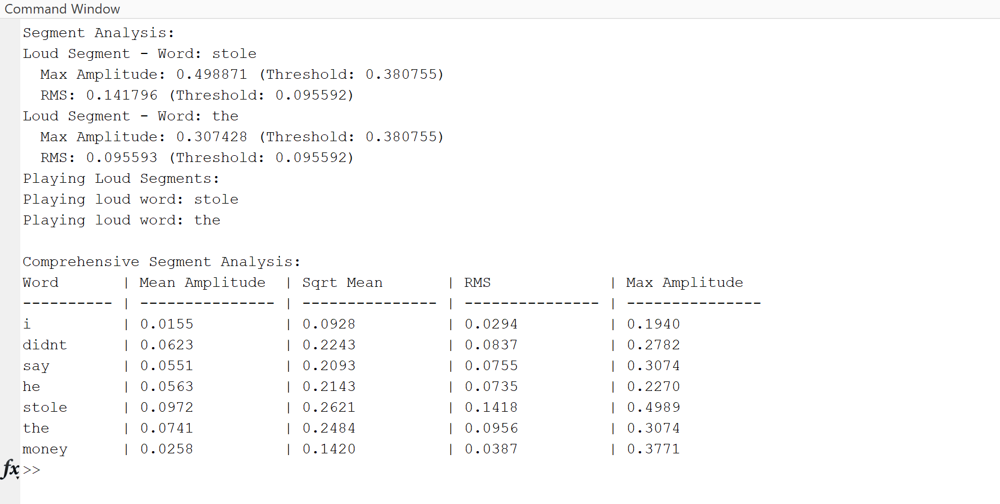 Command Window
Segment Analysis:
Loud Segment - Word: stole
  Max Amplitude: 0.498871 (Threshold: 0.380755)
  RMS: 0.141796 (Threshold: 0.095592)
Loud Segment - Word: the
  Max Amplitude: 0.307428 (Threshold: 0.380755)
  RMS: 0.095593 (Threshold: 0.095592)
Playing Loud Segments:
Playing loud word: stole
Playing loud word: the

Comprehensive Segment Analysis:
Word       | Mean Amplitude  | Sqrt Mean       | RMS             | Max Amplitude
---------- | --------------- | --------------- | --------------- | ---------------
i          | 0.0155          | 0.0928          | 0.0294          | 0.1940
didnt      | 0.0623          | 0.2243          | 0.0837          | 0.2782
say        | 0.0551          | 0.2093          | 0.0755          | 0.3074
he         | 0.0563          | 0.2143          | 0.0735          | 0.2270
stole      | 0.0972          | 0.2621          | 0.1418          | 0.4989
the        | 0.0741          | 0.2484          | 0.0956          | 0.3074
money      | 0.0258          | 0.1420          | 0.0387          | 0.3771
fx >>